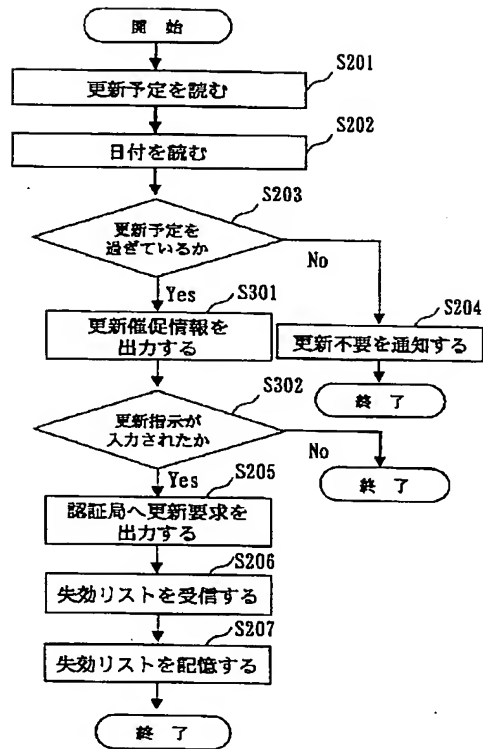 開 始
S201
更新予定を読む
S202
日付を読む
S203
更新予定を
過ぎているか
No
Yes
S301
更新催促情報を
出力する
S204
更新不要を通知する
終 了
S302
更新指示が
入力されたか
No
終 了
Yes
S205
認証局へ更新要求を
出力する
S206
失効リストを受信する
S207
失効リストを記憶する
終 了